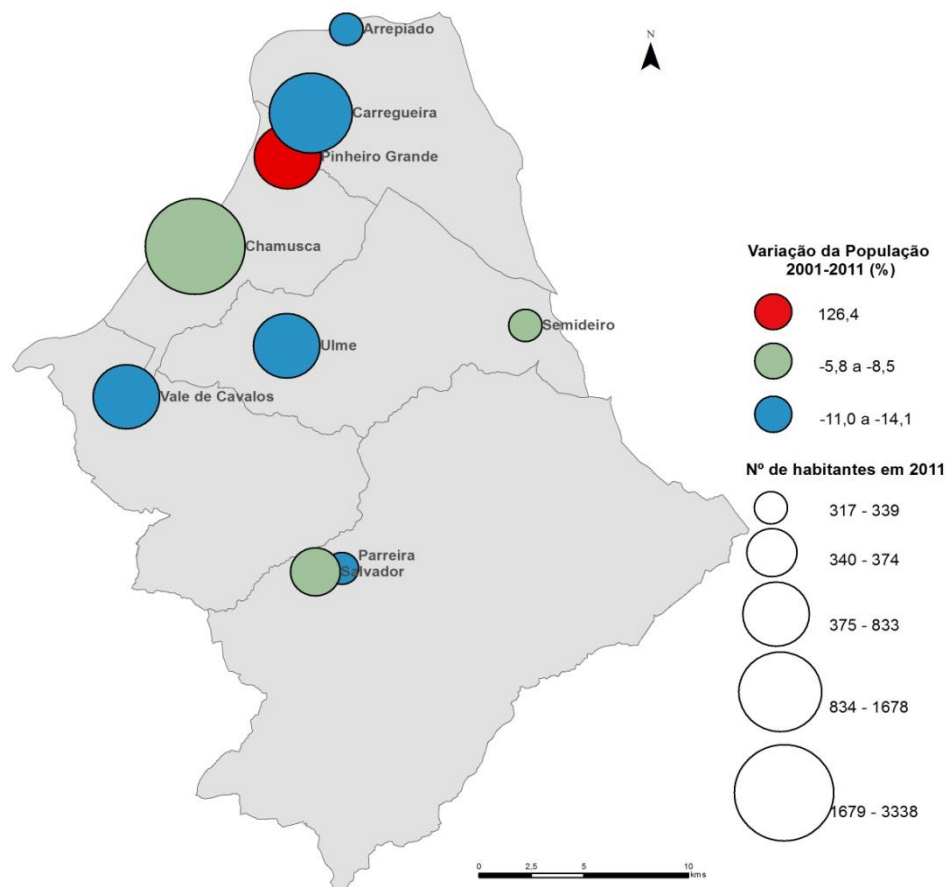 Arrepiado
N
Carregueira
Pinheiro Grande
Chamusca
Semideiro
Ulme
Vale de Cavalos
Parreira
Salvador
Variação da População
2001-2011 (%)
126,4
-5,8 a -8,5
-11,0 a -14,1
Nº de habitantes em 2011
317 - 339
340 - 374
375 - 833
834 - 1678
1679 - 3338
0 2,5 5 10
kms